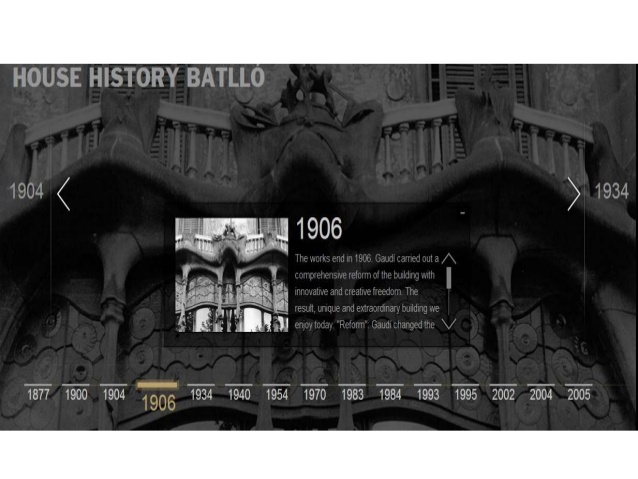 HOUSE HISTORY BATLLÓ
1904
1934
1906
The works end in 1906. Gaudí carried out a
comprehensive reform of the building with
innovative and creative freedom. The
result, unique and extraordinary building we
enjoy today. "Reform": Gaudí changed the
1877 1900 1904 1906 1934 1940 1954 1970 1983 1984 1993 1995 2002 2004 2005